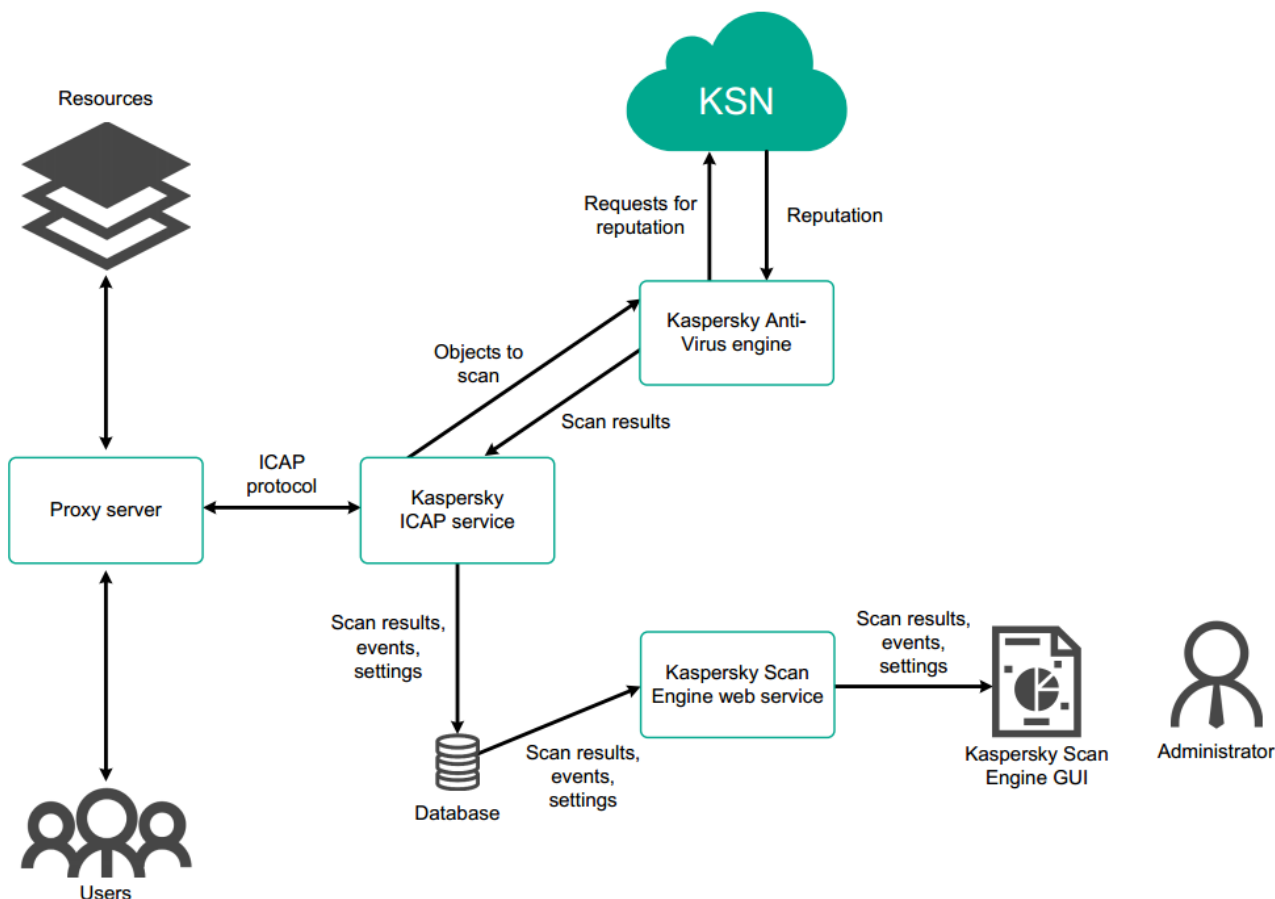 Resources
KSN
Requests for
reputation
Reputation
Kaspersky Anti-
Virus engine
Objects to
scan
Scan results
ICAP
protocol
Proxy server
Kaspersky
ICAP service
Scan results,
events,
settings
Kaspersky Scan
Engine web service
Scan results,
events,
settings
Scan results,
events,
settings
Database
Kaspersky Scan
Engine GUI
Administrator
Users